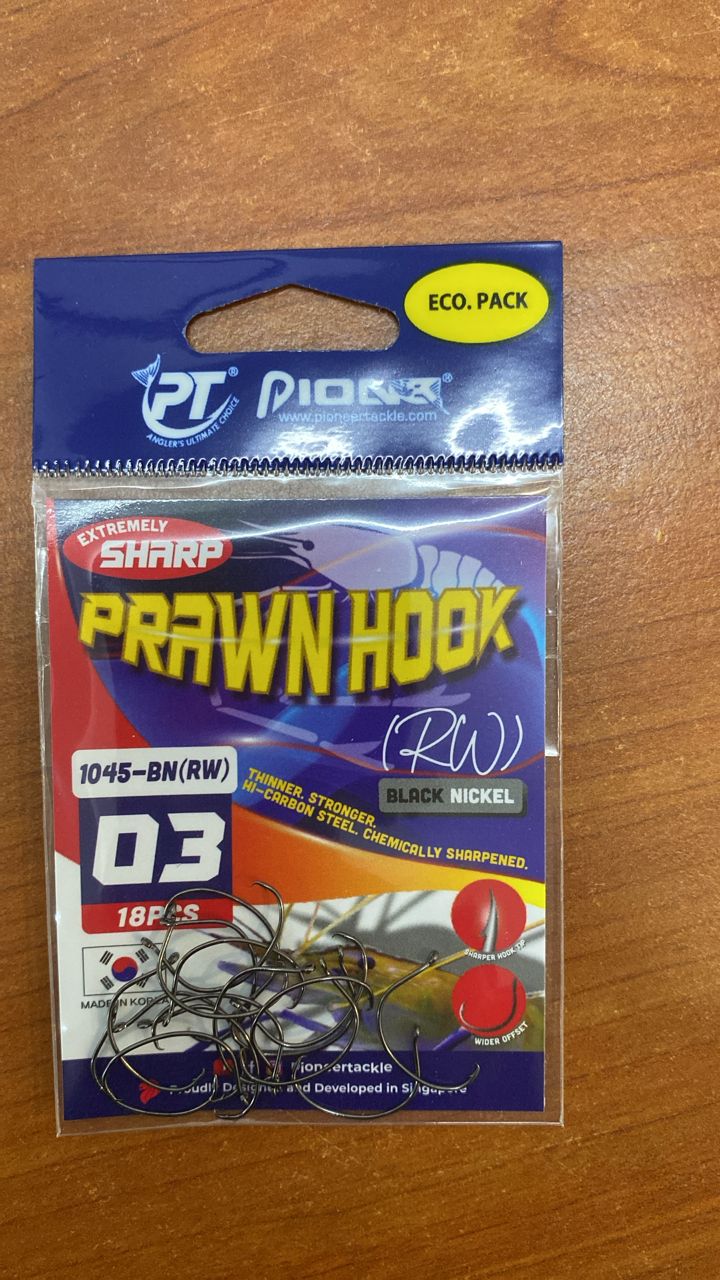 ECO. PACK
PT®
ANGLER'S ULTIMATE CHOICE
www.pioneertackle.com
EXTREMELY
SHARP
PRAWN HOOK
(RW)
BLACK NICKEL
1045-BN(RW)
THINNER. STRONGER.
HI-CARBON STEEL. CHEMICALLY SHARPENED.
03
18PCS
SHARPER HOOK TIP
MADE IN KOREA
WIDER OFFSET
pioneertackle
Proudly Designed and Developed in Singapore